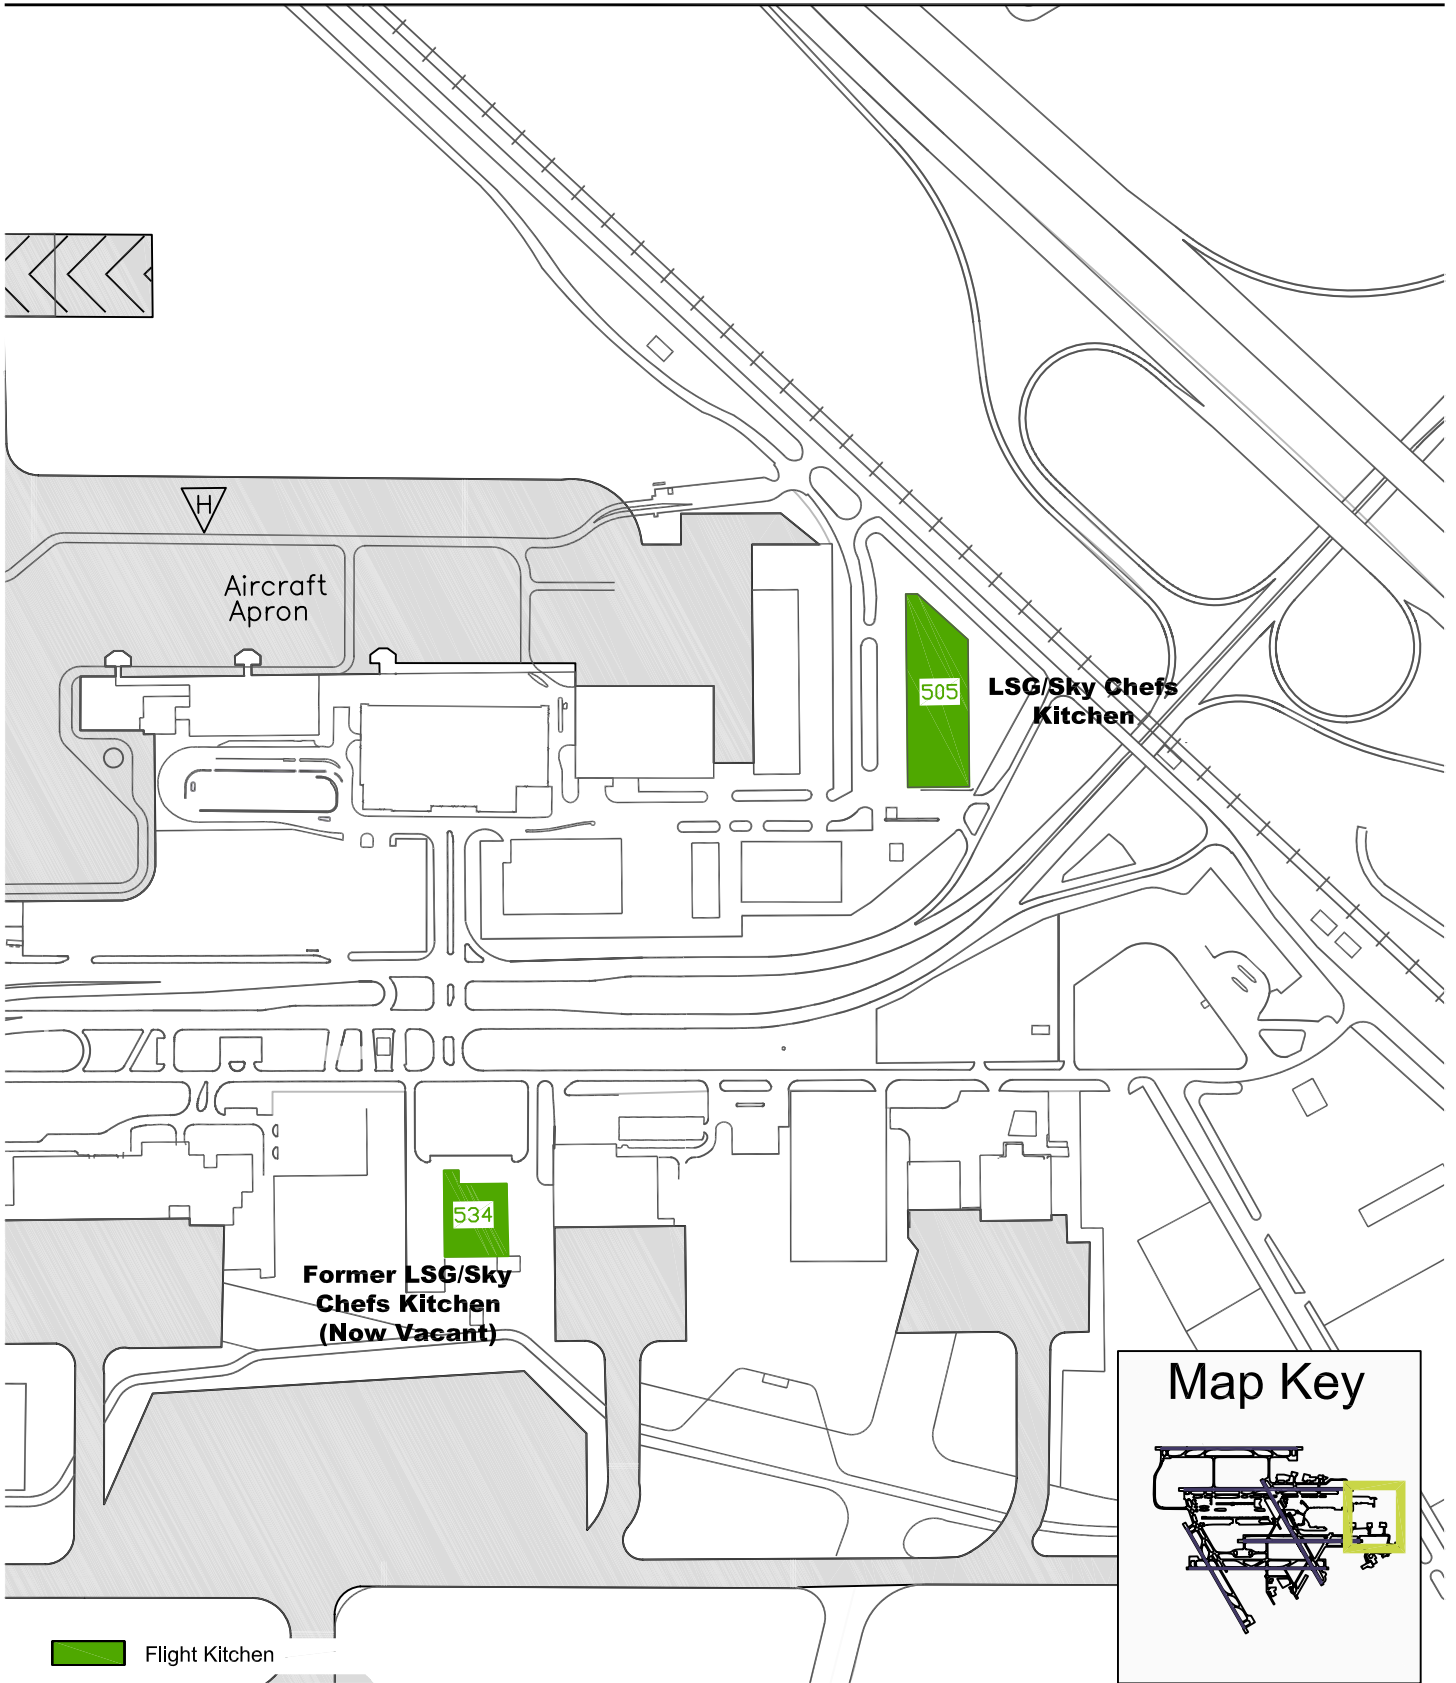 H
Aircraft
Apron
505
LSG/Sky Chefs
Kitchen
534
Former LSG/Sky
Chefs Kitchen
(Now Vacant)
Map Key
Flight Kitchen